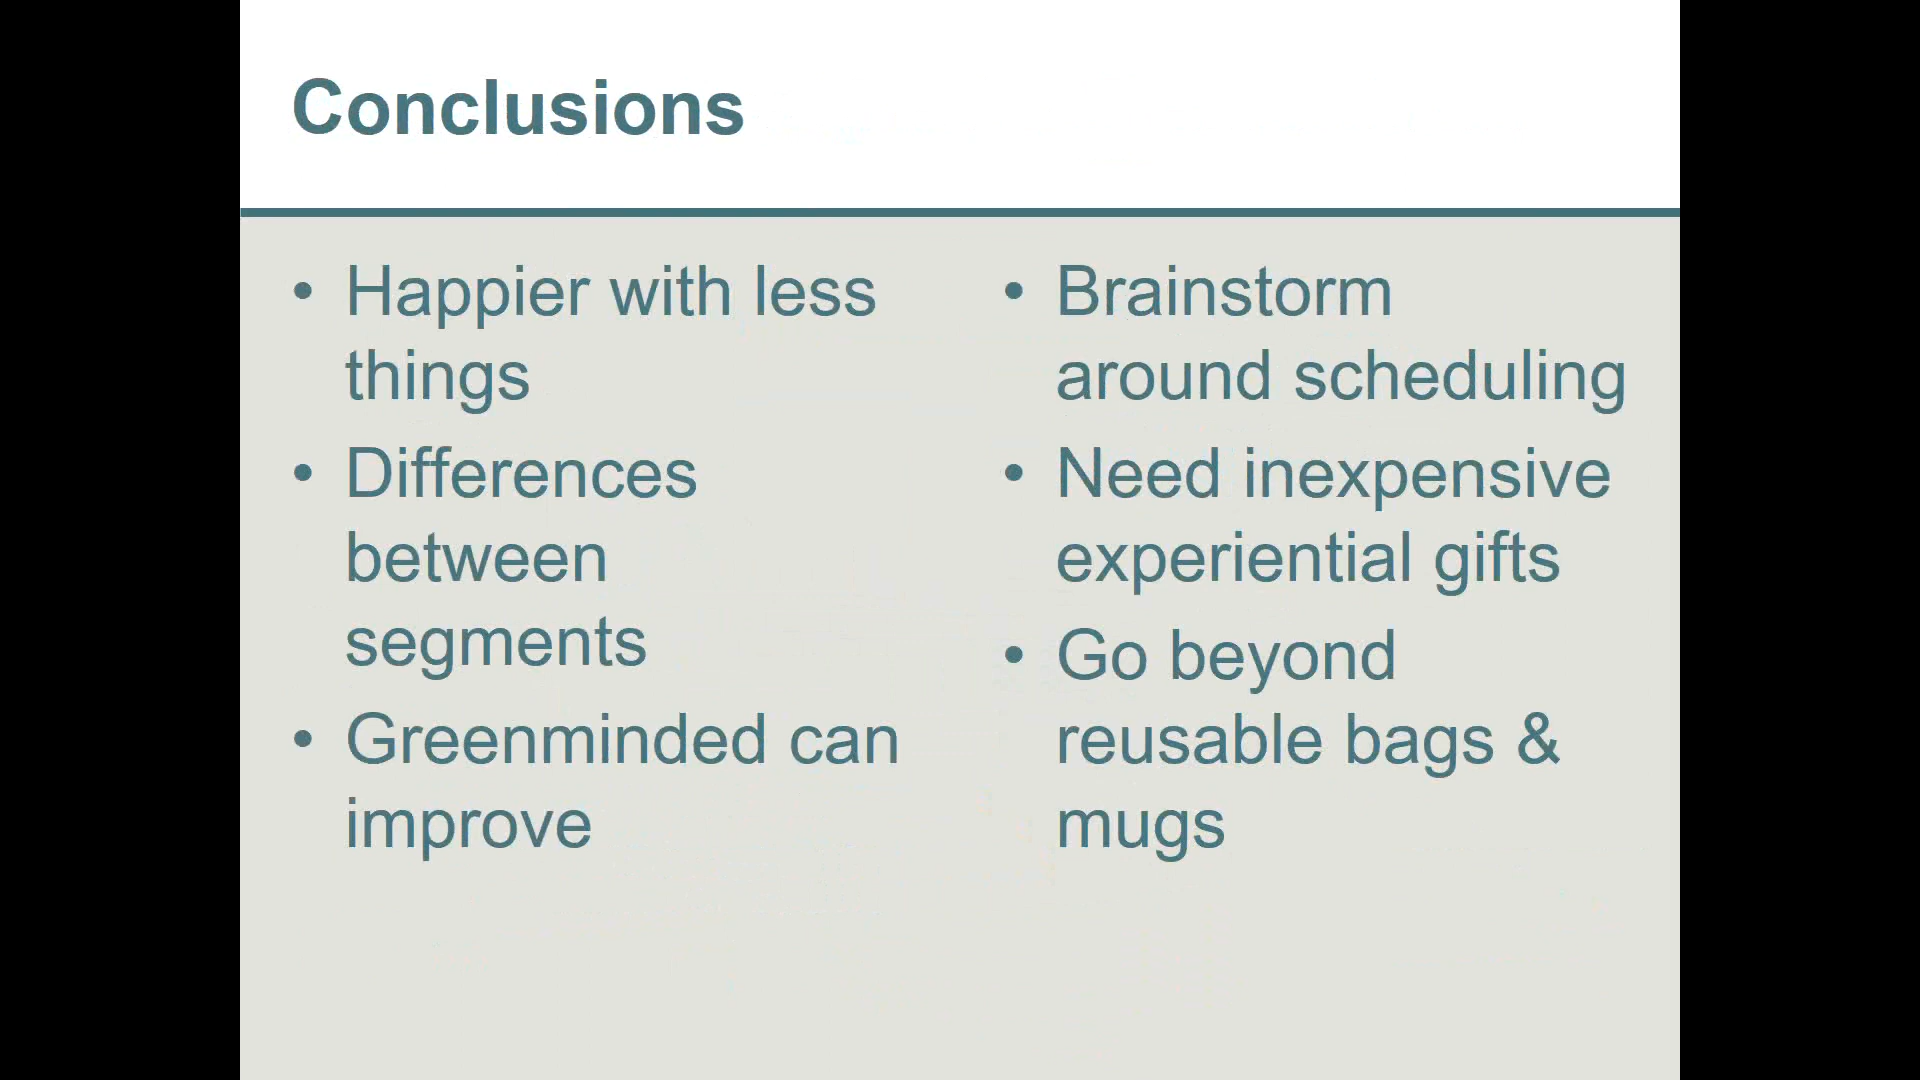 Conclusions
• Happier with less
things
• Differences
between
segments
• Greenminded can
improve
• Brainstorm
around scheduling
• Need inexpensive
experiential gifts
• Go beyond
reusable bags &
mugs